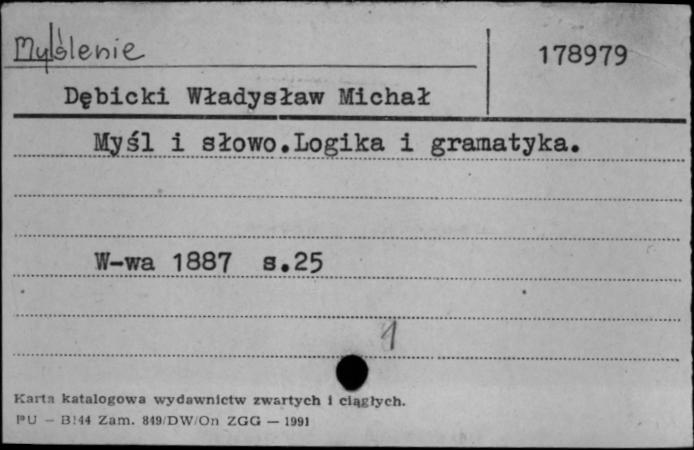 Myślenie
178979
Dębicki Władysław Michał
Myśl i słowo.Logika i gramatyka.
W-wa 1887 s.25
1
Karta katalogowa wydawnictw zwartych i ciągłych.
PU — B/44 Zam. 849/DW/On ZGG — 1991